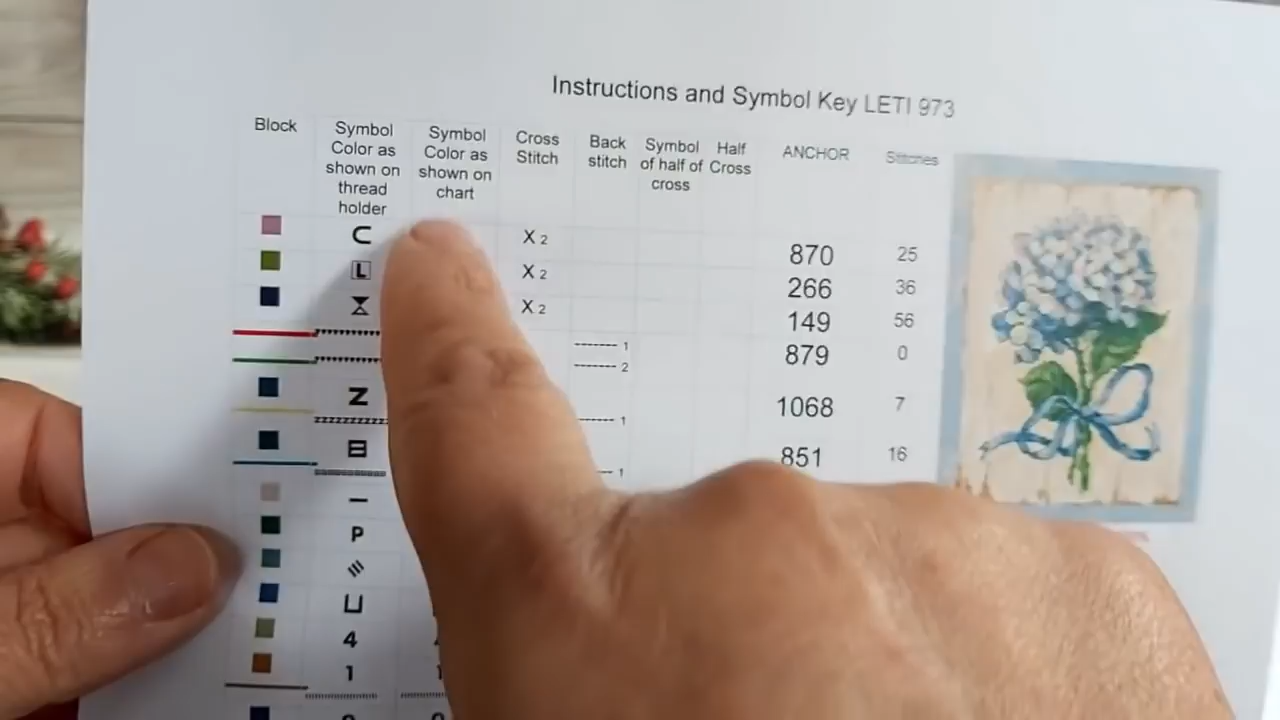 Instructions and Symbol Key LETI 973
Block
Symbol
Color as
shown on
thread
holder
Symbol
Color as
shown on
chart
Cross
Stitch
Back
stitch
Symbol
of half of
cross
Half
Cross
ANCHOR
Stitches
C X 2 870 25
L X 2 266 36
X 2 149 56
1 879 0
2
Z 1068 7
1
B 851 16
1
P
4
1